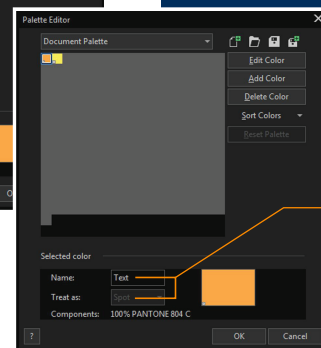 Palette Editor
Document Palette
Edit Color
Add Color
Delete Color
Sort Colors
Reset Palette
Selected color
Name: Text
Treat as: Spot
Components: 100% PANTONE 804 C
? OK Cancel